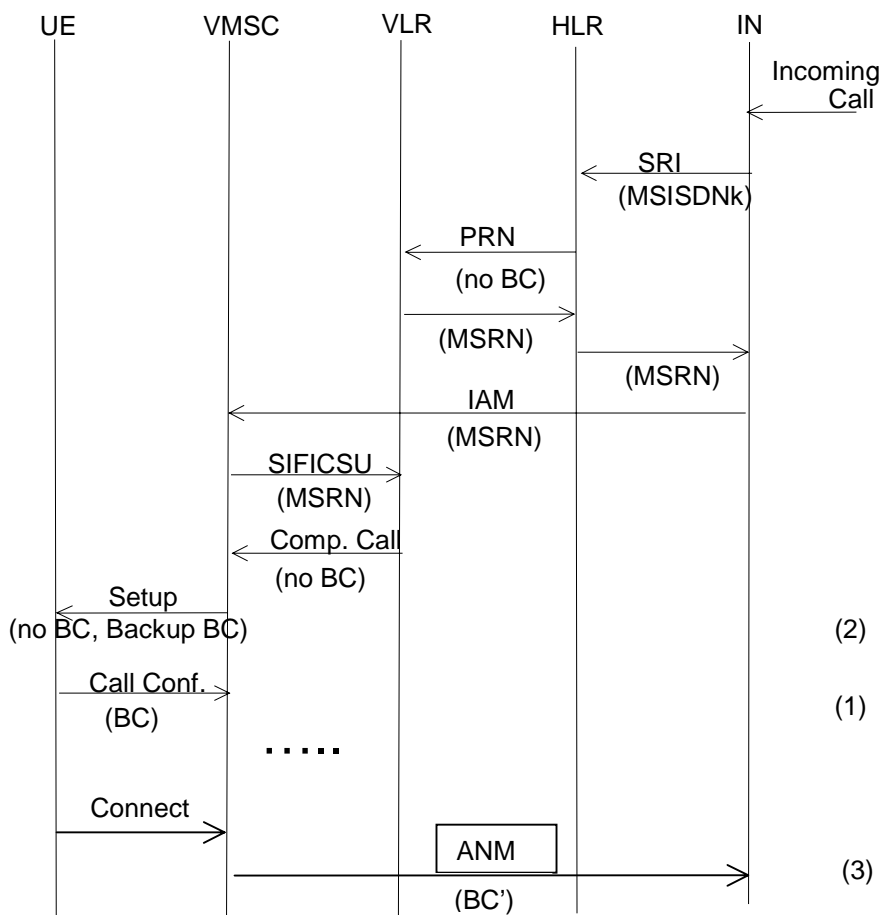 UE VMSC VLR HLR IN
Incoming
Call
SRI
(MSISDNk)
PRN
(no BC)
(MSRN)
(MSRN)
IAM
(MSRN)
SIFICSU
(MSRN)
Comp. Call
(no BC)
Setup
(no BC, Backup BC) (2)
Call Conf.
(BC) (1)
.....
Connect
ANM
(3)
(BC')